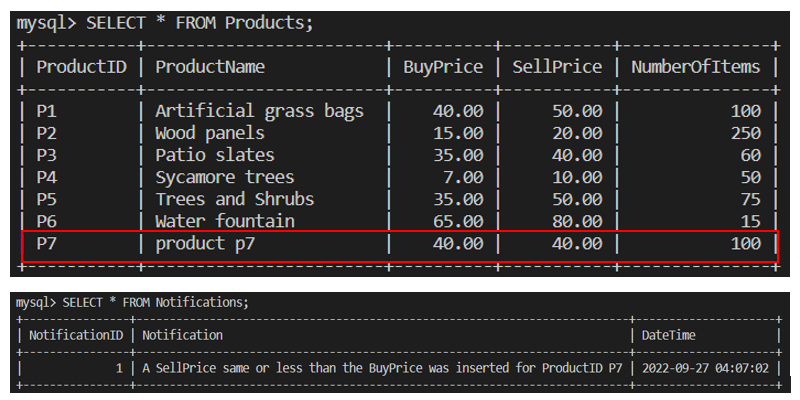 mysql> SELECT * FROM Products;
+-----------+------------------------+----------+-----------+---------------+
| ProductID | ProductName            | BuyPrice | SellPrice | NumberOfItems |
+-----------+------------------------+----------+-----------+---------------+
| P1        | Artificial grass bags  |    40.00 |     50.00 |           100 |
| P2        | Wood panels            |    15.00 |     20.00 |           250 |
| P3        | Patio slates           |    35.00 |     40.00 |            60 |
| P4        | Sycamore trees         |     7.00 |     10.00 |            50 |
| P5        | Trees and Shrubs       |    35.00 |     50.00 |            75 |
| P6        | Water fountain         |    65.00 |     80.00 |            15 |
| P7        | product p7             |    40.00 |     40.00 |           100 |
+-----------+------------------------+----------+-----------+---------------+
mysql> SELECT * FROM Notifications;
+----------------+-------------------------------------------------------------------------+---------------------+
| NotificationID | Notification                                                            | DateTime            |
+----------------+-------------------------------------------------------------------------+---------------------+
|              1 | A SellPrice same or less than the BuyPrice was inserted for ProductID P7 | 2022-09-27 04:07:02 |
+----------------+-------------------------------------------------------------------------+---------------------+